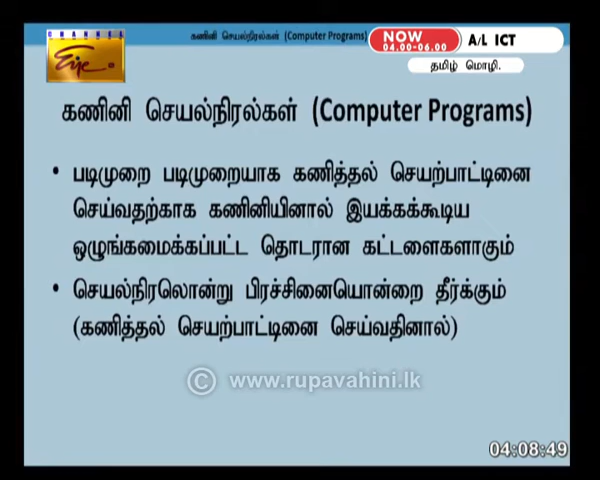 CHANNEL
Eye
கணினி செயல்நிரல்கள் (Computer Programs)
NOW
04.00-06.00
A/L ICT
தமிழ் மொழி.
கணினி செயல்நிரல்கள் (Computer Programs)
• படிமுறை படிமுறையாக கணித்தல் செயற்பாட்டினை
செய்வதற்காக கணினியினால் இயக்கக்கூடிய
ஒழுங்கமைக்கப்பட்ட தொடரான கட்டளைகளாகும்
• செயல்நிரலொன்று பிரச்சினையொன்றை தீர்க்கும்
(கணித்தல் செயற்பாட்டினை செய்வதினால்)
© www.rupavahini.lk
04:08:49